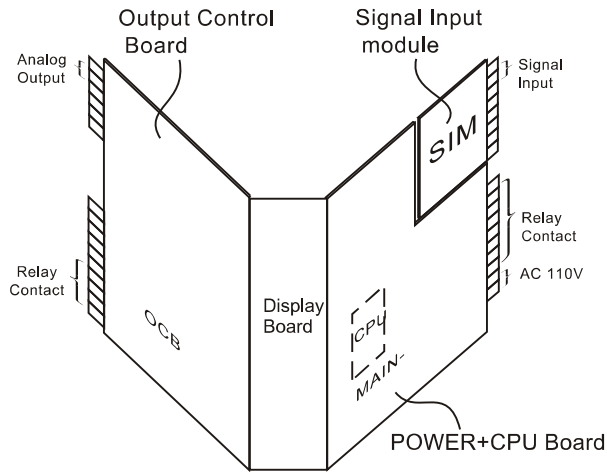 Output Control
Board
Signal Input
module
Analog
Output
Signal
Input
SIM
Relay
Contact
Relay
Contact
AC 110V
OCB
Display
Board
CPU
MAIN-
POWER+CPU Board